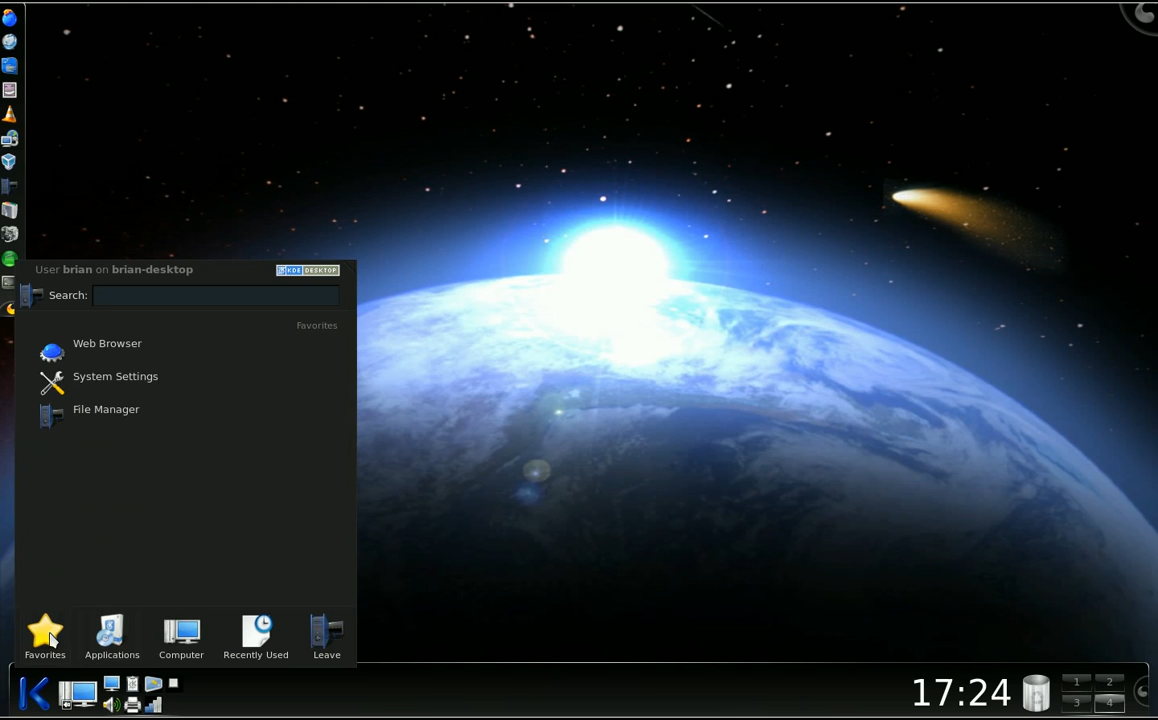 User brian on brian-desktop
KDE DESKTOP
Search:
Favorites
Web Browser
System Settings
File Manager
Favorites
Applications
Computer
Recently Used
Leave
17:24
1
2
3
4